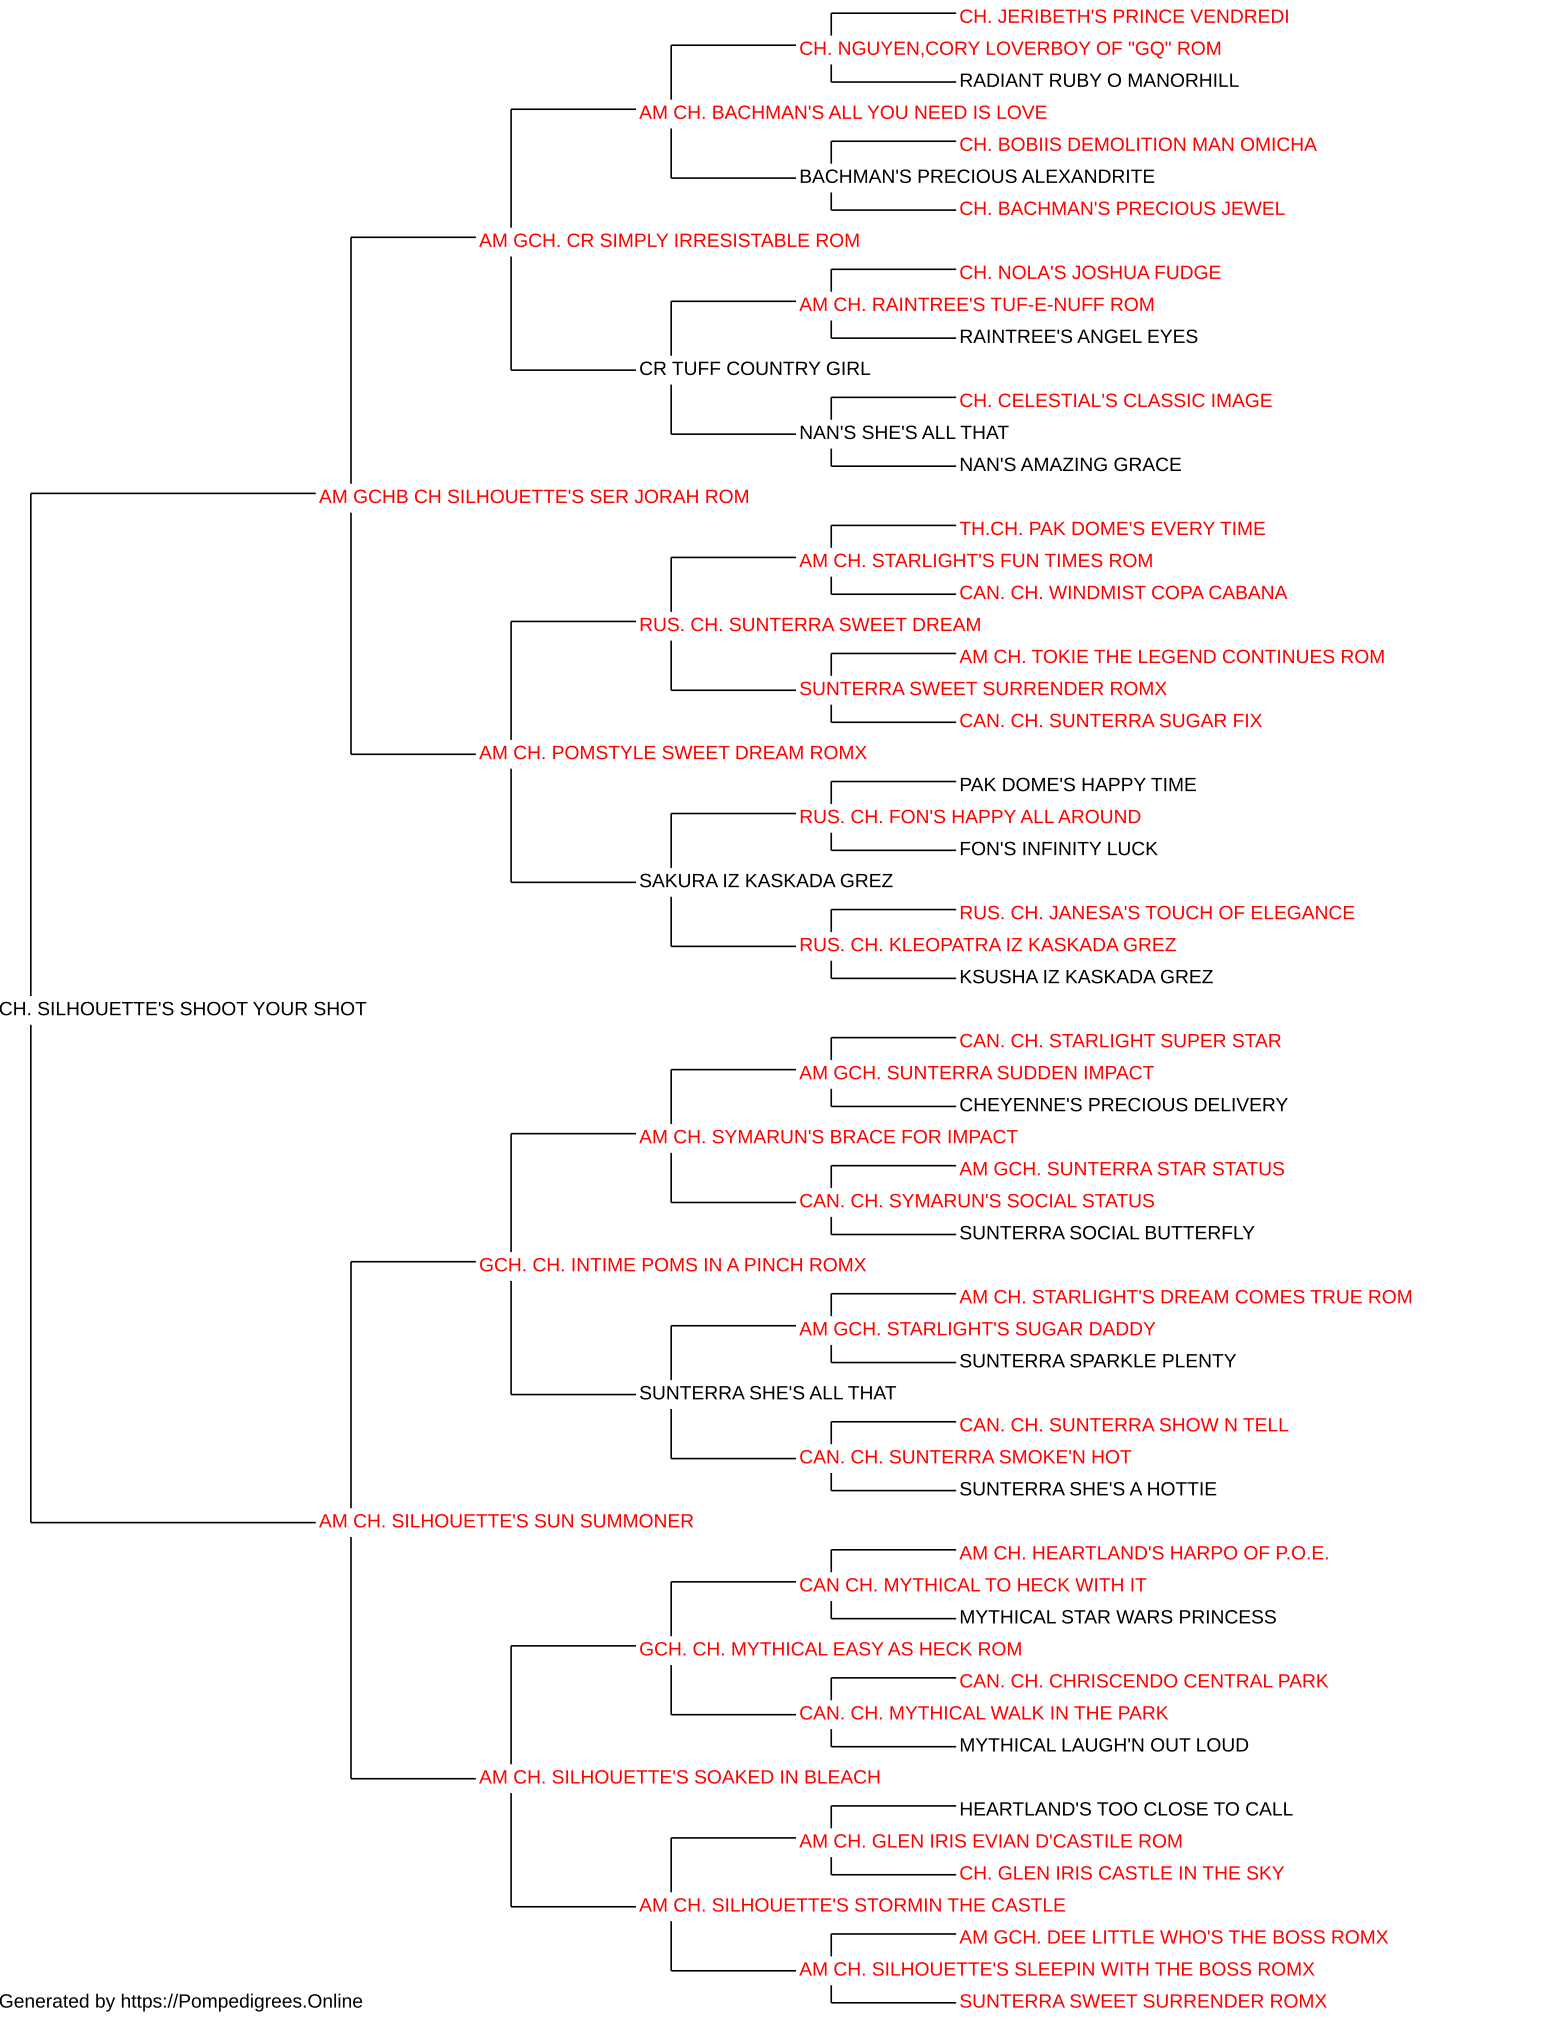 CH. JERIBETH'S PRINCE VENDREDI
CH. NGUYEN,CORY LOVERBOY OF "GQ" ROM
RADIANT RUBY O MANORHILL
AM CH. BACHMAN'S ALL YOU NEED IS LOVE
CH. BOBIIS DEMOLITION MAN OMICHA
BACHMAN'S PRECIOUS ALEXANDRITE
CH. BACHMAN'S PRECIOUS JEWEL
AM GCH. CR SIMPLY IRRESISTABLE ROM
CH. NOLA'S JOSHUA FUDGE
AM CH. RAINTREE'S TUF-E-NUFF ROM
RAINTREE'S ANGEL EYES
CR TUFF COUNTRY GIRL
CH. CELESTIAL'S CLASSIC IMAGE
NAN'S SHE'S ALL THAT
NAN'S AMAZING GRACE
AM GCHB CH SILHOUETTE'S SER JORAH ROM
TH.CH. PAK DOME'S EVERY TIME
AM CH. STARLIGHT'S FUN TIMES ROM
CAN. CH. WINDMIST COPA CABANA
RUS. CH. SUNTERRA SWEET DREAM
AM CH. TOKIE THE LEGEND CONTINUES ROM
SUNTERRA SWEET SURRENDER ROMX
CAN. CH. SUNTERRA SUGAR FIX
AM CH. POMSTYLE SWEET DREAM ROMX
PAK DOME'S HAPPY TIME
RUS. CH. FON'S HAPPY ALL AROUND
FON'S INFINITY LUCK
SAKURA IZ KASKADA GREZ
RUS. CH. JANESA'S TOUCH OF ELEGANCE
RUS. CH. KLEOPATRA IZ KASKADA GREZ
KSUSHA IZ KASKADA GREZ
CH. SILHOUETTE'S SHOOT YOUR SHOT
CAN. CH. STARLIGHT SUPER STAR
AM GCH. SUNTERRA SUDDEN IMPACT
CHEYENNE'S PRECIOUS DELIVERY
AM CH. SYMARUN'S BRACE FOR IMPACT
AM GCH. SUNTERRA STAR STATUS
CAN. CH. SYMARUN'S SOCIAL STATUS
SUNTERRA SOCIAL BUTTERFLY
GCH. CH. INTIME POMS IN A PINCH ROMX
AM CH. STARLIGHT'S DREAM COMES TRUE ROM
AM GCH. STARLIGHT'S SUGAR DADDY
SUNTERRA SPARKLE PLENTY
SUNTERRA SHE'S ALL THAT
CAN. CH. SUNTERRA SHOW N TELL
CAN. CH. SUNTERRA SMOKE'N HOT
SUNTERRA SHE'S A HOTTIE
AM CH. SILHOUETTE'S SUN SUMMONER
AM CH. HEARTLAND'S HARPO OF P.O.E.
CAN CH. MYTHICAL TO HECK WITH IT
MYTHICAL STAR WARS PRINCESS
GCH. CH. MYTHICAL EASY AS HECK ROM
CAN. CH. CHRISCENDO CENTRAL PARK
CAN. CH. MYTHICAL WALK IN THE PARK
MYTHICAL LAUGH'N OUT LOUD
AM CH. SILHOUETTE'S SOAKED IN BLEACH
HEARTLAND'S TOO CLOSE TO CALL
AM CH. GLEN IRIS EVIAN D'CASTILE ROM
CH. GLEN IRIS CASTLE IN THE SKY
AM CH. SILHOUETTE'S STORMIN THE CASTLE
AM GCH. DEE LITTLE WHO'S THE BOSS ROMX
AM CH. SILHOUETTE'S SLEEPIN WITH THE BOSS ROMX
SUNTERRA SWEET SURRENDER ROMX
Generated by https://Pompedigrees.Online